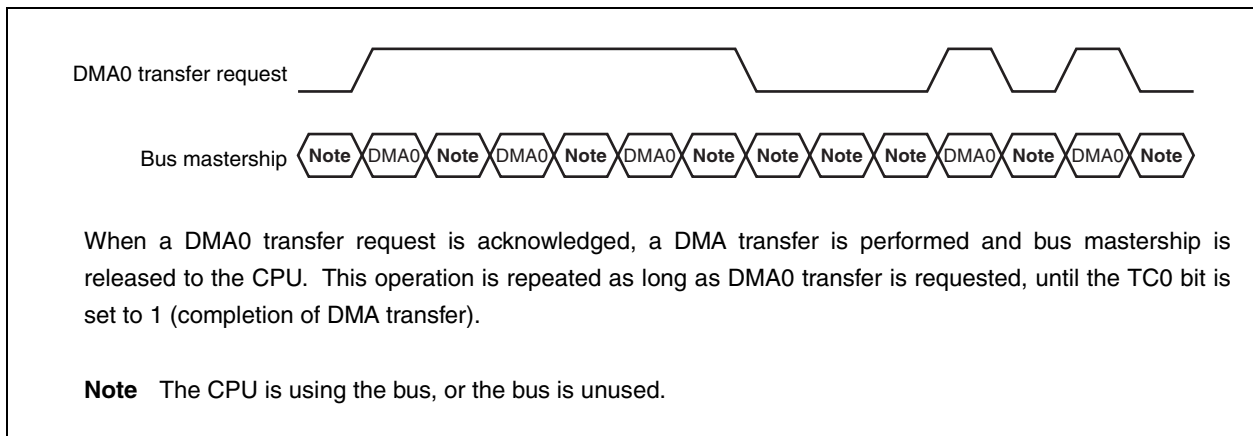 DMA0 transfer request
Bus mastership Note DMA0 Note DMA0 Note DMA0 Note Note Note Note DMA0 Note DMA0 Note
When a DMA0 transfer request is acknowledged, a DMA transfer is performed and bus mastership is
released to the CPU. This operation is repeated as long as DMA0 transfer is requested, until the TC0 bit is
set to 1 (completion of DMA transfer).
Note The CPU is using the bus, or the bus is unused.